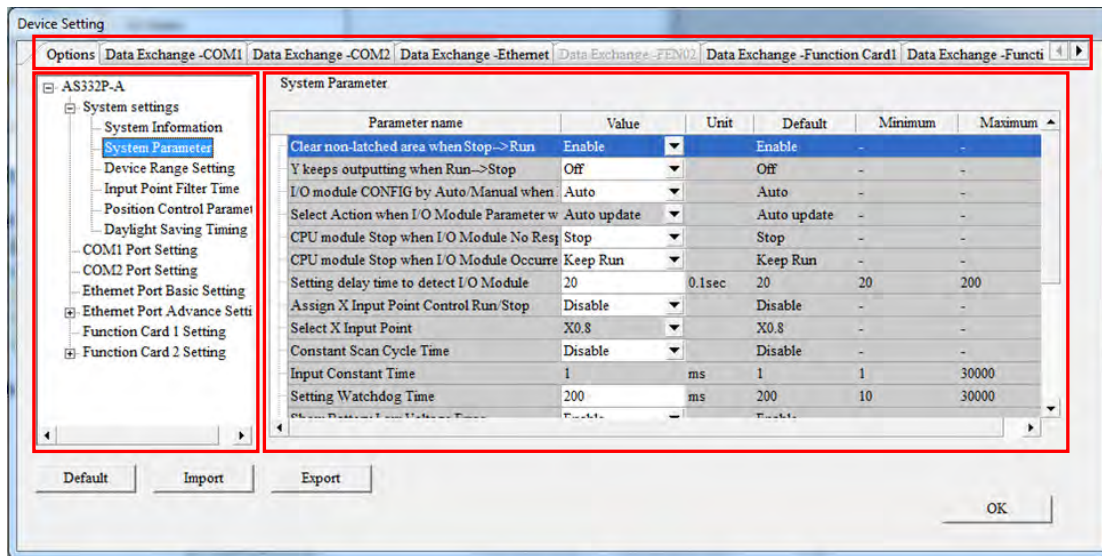 Device Setting
Options Data Exchange -COM1 Data Exchange -COM2 Data Exchange -Ethernet Data Exchange -FEN02 Data Exchange -Function Card1 Data Exchange -Functi
AS332P-A
System settings
System Information
System Parameter
Device Range Setting
Input Point Filter Time
Position Control Paramet
Daylight Saving Timing
COM1 Port Setting
COM2 Port Setting
Ethernet Port Basic Setting
Ethernet Port Advance Setti
Function Card 1 Setting
Function Card 2 Setting
System Parameter
Parameter name Value Unit Default Minimum Maximum
Clear non-latched area when Stop-->Run Enable Enable - -
Y keeps outputting when Run-->Stop Off Off - -
I/O module CONFIG by Auto/Manual when Auto Auto - -
Select Action when I/O Module Parameter w Auto update Auto update - -
CPU module Stop when I/O Module No Resp Stop Stop - -
CPU module Stop when I/O Module Occurre Keep Run Keep Run - -
Setting delay time to detect I/O Module 20 0.1sec 20 20 200
Assign X Input Point Control Run/Stop Disable Disable - -
Select X Input Point X0.8 X0.8 - -
Constant Scan Cycle Time Disable Disable - -
Input Constant Time 1 ms 1 1 30000
Setting Watchdog Time 200 ms 200 10 30000
Show Battery Low Voltage Error Enable Enable
Default Import Export
OK